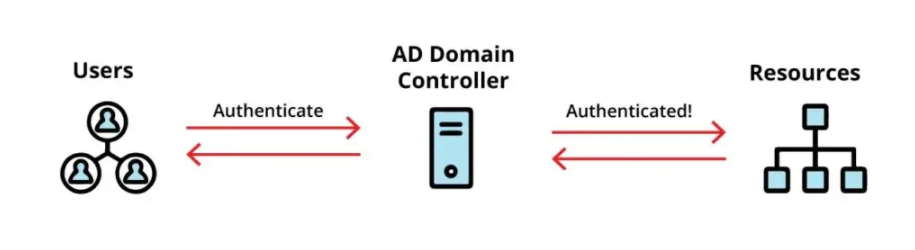 Users
AD Domain
Controller
Resources
Authenticate
Authenticated!